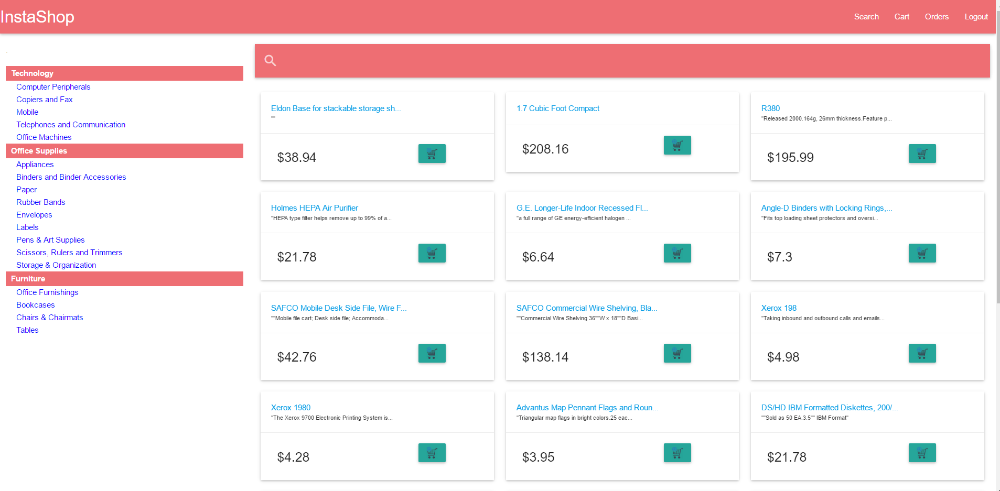 InstaShop
Search
Cart
Orders
Logout
.
Technology
Computer Peripherals
Copiers and Fax
Mobile
Telephones and Communication
Office Machines
Office Supplies
Appliances
Binders and Binder Accessories
Paper
Rubber Bands
Envelopes
Labels
Pens & Art Supplies
Scissors, Rulers and Trimmers
Storage & Organization
Furniture
Office Furnishings
Bookcases
Chairs & Chairmats
Tables
Eldon Base for stackable storage sh...
""
$38.94
1.7 Cubic Foot Compact
$208.16
R380
"Released 2000.164g, 26mm thickness.Feature p...
$195.99
Holmes HEPA Air Purifier
"HEPA type filter helps remove up to 99% of a...
$21.78
G.E. Longer-Life Indoor Recessed Fl...
"a full range of GE energy-efficient halogen ...
$6.64
Angle-D Binders with Locking Rings,...
"Fits top loading sheet protectors and oversi...
$7.3
SAFCO Mobile Desk Side File, Wire F...
""Mobile file cart; Desk side file; Accommoda...
$42.76
SAFCO Commercial Wire Shelving, Bla...
""Commercial Wire Shelving 36""W x 18""D Basi...
$138.14
Xerox 198
"Taking inbound and outbound calls and emails...
$4.98
Xerox 1980
"The Xerox 9700 Electronic Printing System is...
$4.28
Advantus Map Pennant Flags and Roun...
"Triangular map flags in bright colors.25 eac...
$3.95
DS/HD IBM Formatted Diskettes, 200/...
""Sold as 50 EA.3.5"" IBM Format"
$21.78